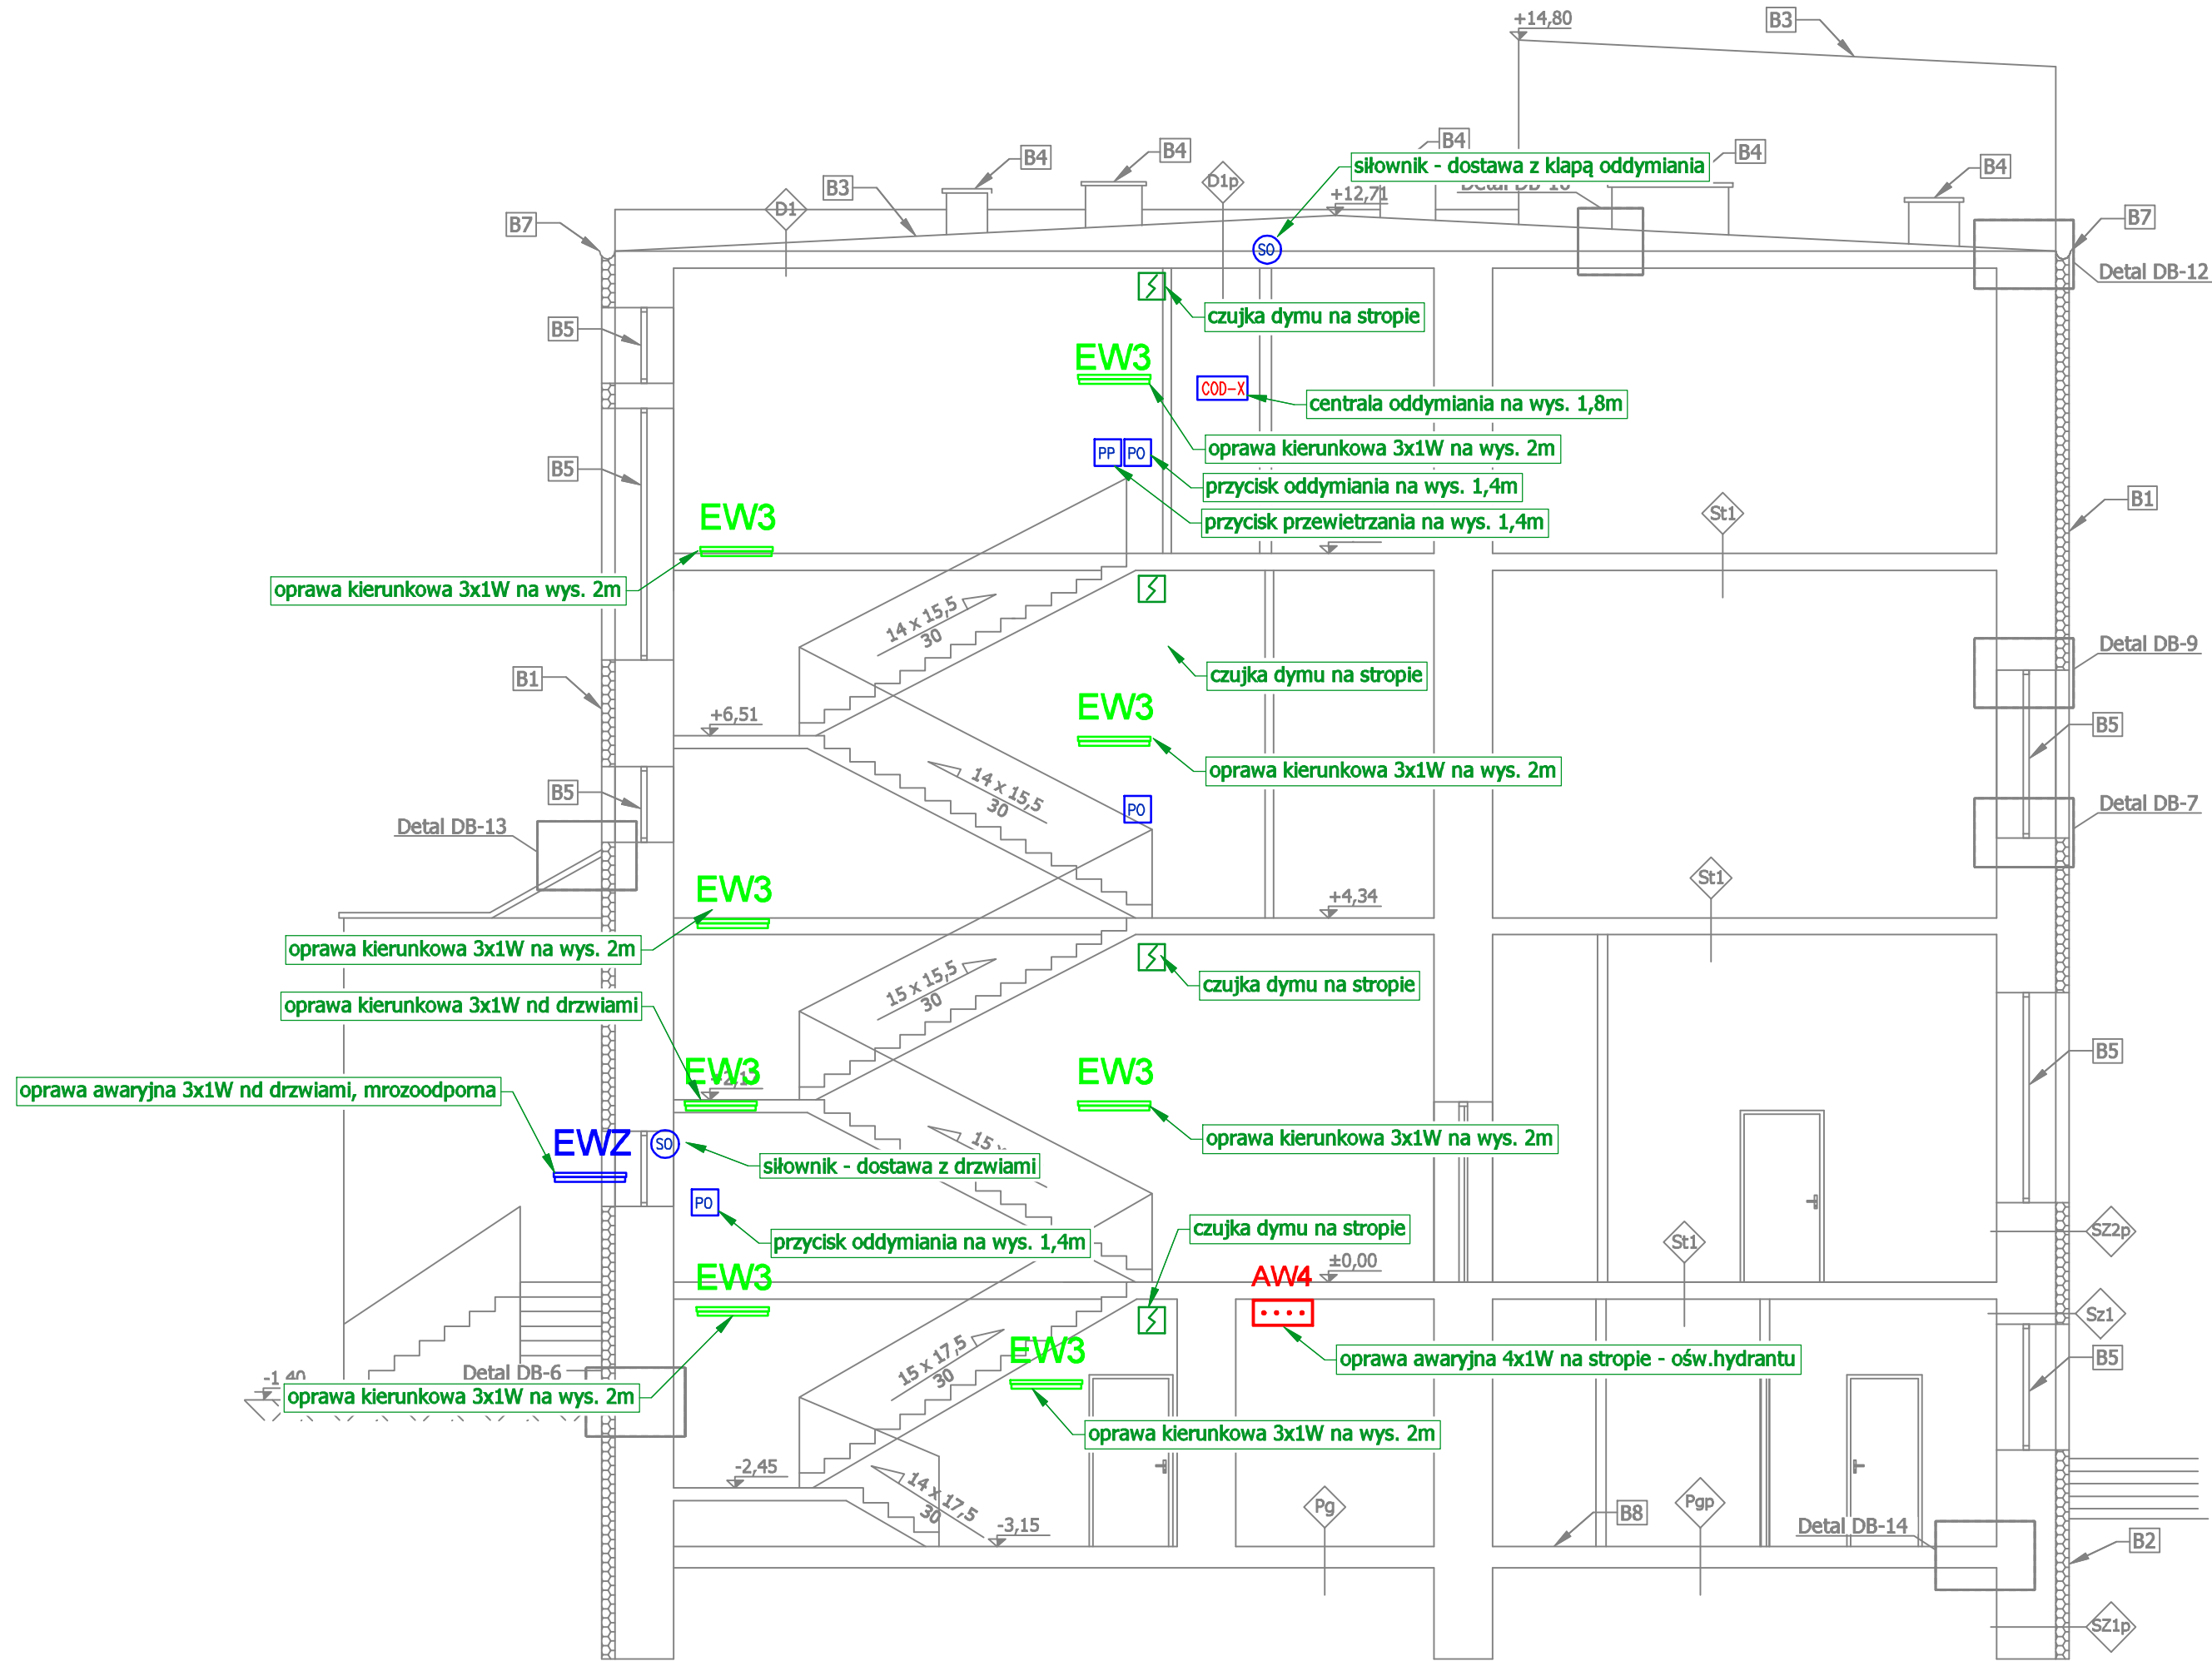 +14,80
B3
B4
B4
B4
B4
B4
siłownik - dostawa z klapą oddymiania
B3
D1
D1p
+12,71
B7
B7
SO
Detal DB-12
czujka dymu na stropie
B5
EW3
COD-X
centrala oddymiania na wys. 1,8m
oprawa kierunkowa 3x1W na wys. 2m
PP
PO
B5
przycisk oddymiania na wys. 1,4m
B1
EW3
St1
przycisk przewietrzania na wys. 1,4m
oprawa kierunkowa 3x1W na wys. 2m
14 x 15,5
30
Detal DB-9
B1
czujka dymu na stropie
+6,51
EW3
B5
oprawa kierunkowa 3x1W na wys. 2m
14 x 15,5
30
B5
PO
Detal DB-7
Detal DB-13
EW3
St1
+4,34
oprawa kierunkowa 3x1W na wys. 2m
15 x 15,5
30
czujka dymu na stropie
oprawa kierunkowa 3x1W nd drzwiami
B5
EW3
EW3
oprawa awaryjna 3x1W nd drzwiami, mrozoodporna
EWZ
SO
15
oprawa kierunkowa 3x1W na wys. 2m
siłownik - dostawa z drzwiami
PO
przycisk oddymiania na wys. 1,4m
czujka dymu na stropie
St1
SZ2p
±0,00
EW3
AW4
Sz1
15 x 17,5
30
EW3
oprawa awaryjna 4x1W na stropie - ośw.hydrantu
B5
Detal DB-6
-1,40
oprawa kierunkowa 3x1W na wys. 2m
oprawa kierunkowa 3x1W na wys. 2m
-2,45
14 x 17,5
30
Pg
Pgp
B8
-3,15
Detal DB-14
B2
SZ1p